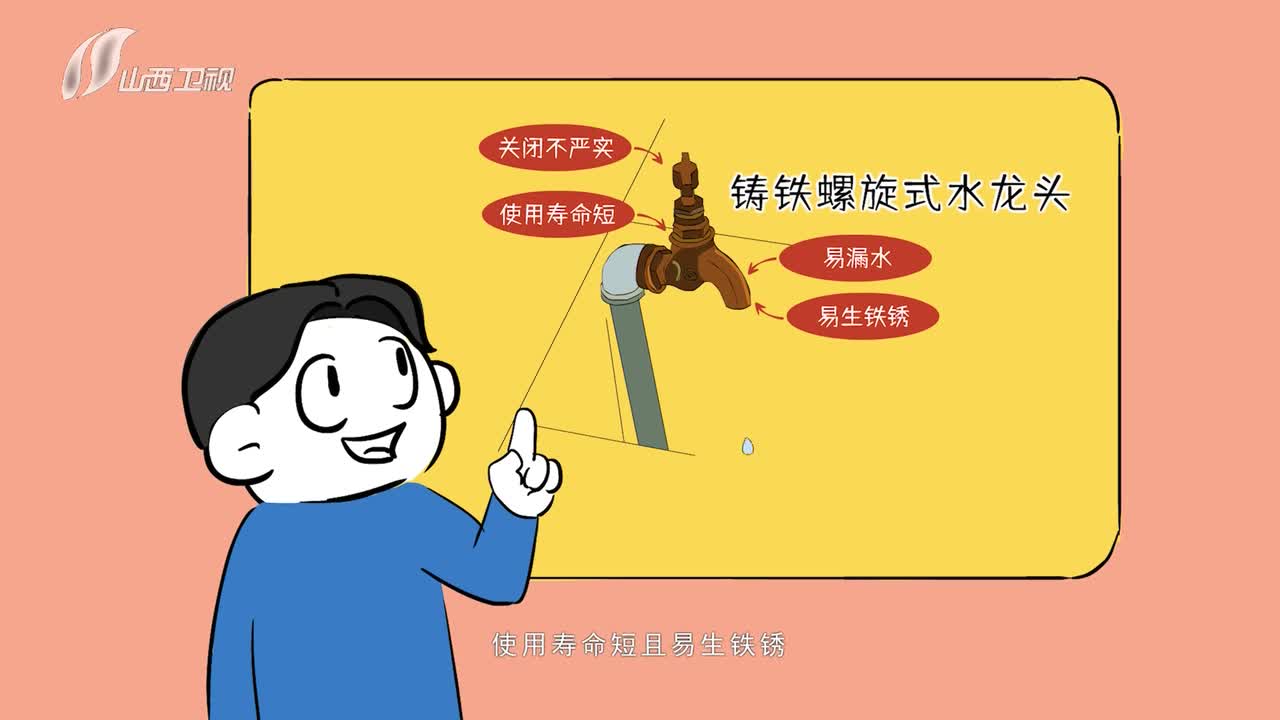 山西卫视
关闭不严实
铸铁螺旋式水龙头
使用寿命短
易漏水
易生铁锈
使用寿命短且易生铁锈